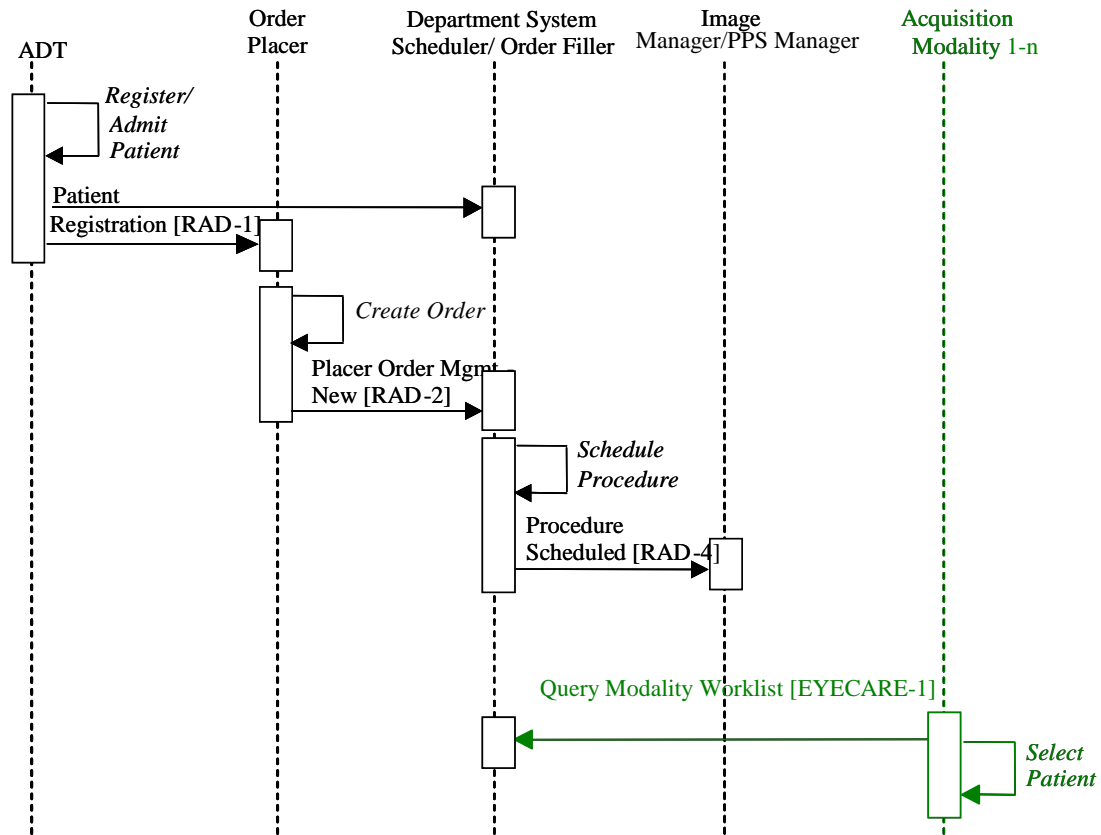 ADT
Order
Placer
Department System
Scheduler/ Order Filler
Image
Manager/PPS Manager
Acquisition
Modality 1-n
Register/
Admit
Patient
Patient
Registration [RAD-1]
Create Order
Placer Order Mgmt -
New [RAD-2]
Schedule
Procedure
Procedure
Scheduled [RAD-4]
Query Modality Worklist [EYECARE-1]
Select
Patient